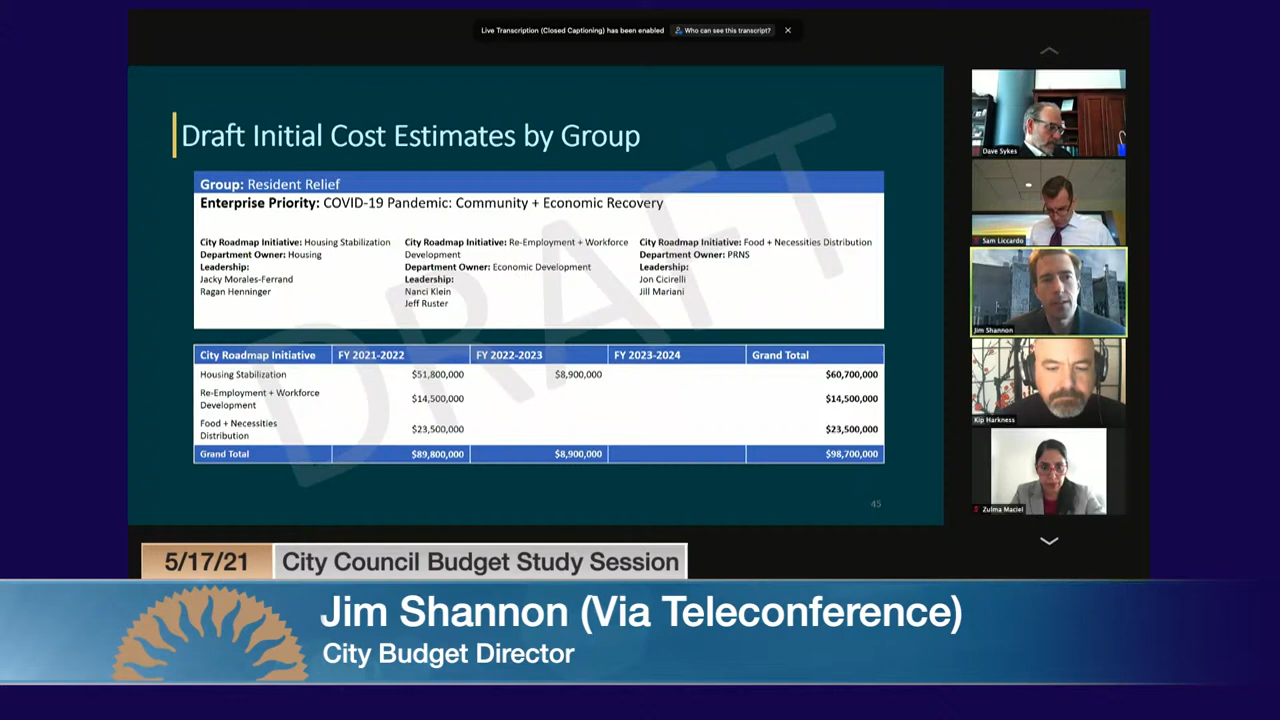 Live Transcription (Closed Captioning) has been enabled
Who can see this transcript?
Draft Initial Cost Estimates by Group
Group: Resident Relief
Enterprise Priority: COVID-19 Pandemic: Community + Economic Recovery
City Roadmap Initiative: Housing Stabilization
Department Owner: Housing
Leadership:
Jacky Morales-Ferrand
Ragan Henninger
City Roadmap Initiative: Re-Employment + Workforce
Development
Department Owner: Economic Development
Leadership:
Nanci Klein
Jeff Ruster
City Roadmap Initiative: Food + Necessities Distribution
Department Owner: PRNS
Leadership:
Jon Cicirelli
Jill Mariani
City Roadmap Initiative FY 2021-2022 FY 2022-2023 FY 2023-2024 Grand Total
Housing Stabilization $51,800,000 $8,900,000 $60,700,000
Re-Employment + Workforce
Development $14,500,000 $14,500,000
Food + Necessities
Distribution $23,500,000 $23,500,000
Grand Total $89,800,000 $8,900,000 $98,700,000
DRAFT
45
Dave Sykes
Sam Liccardo
Jim Shannon
Kip Harkness
Zulma Maciel
5/17/21 City Council Budget Study Session
Jim Shannon (Via Teleconference)
City Budget Director